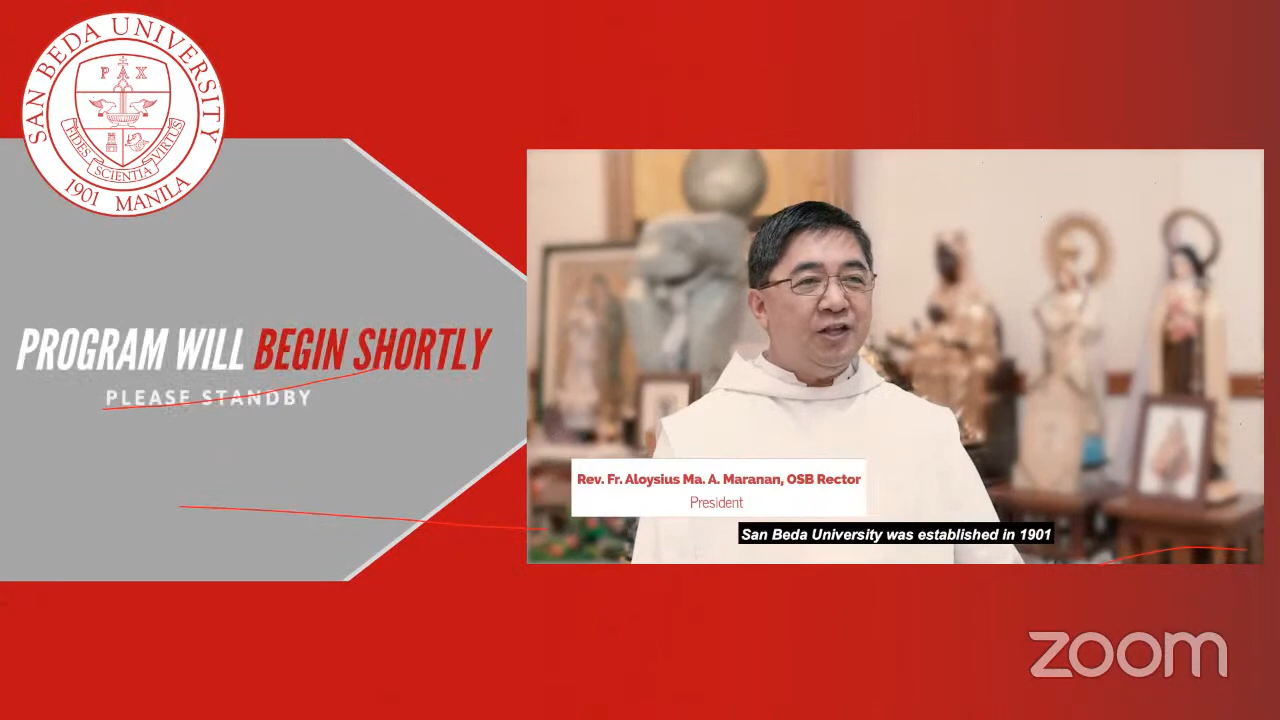 SAN BEDA UNIVERSITY
PAX
FIDES
SCIENTIA
VIRTUS
1901 MANILA
PROGRAM WILL BEGIN SHORTLY
PLEASE STANDBY
Rev. Fr. Aloysius Ma. A. Maranan, OSB Rector
President
San Beda University was established in 1901
zoom